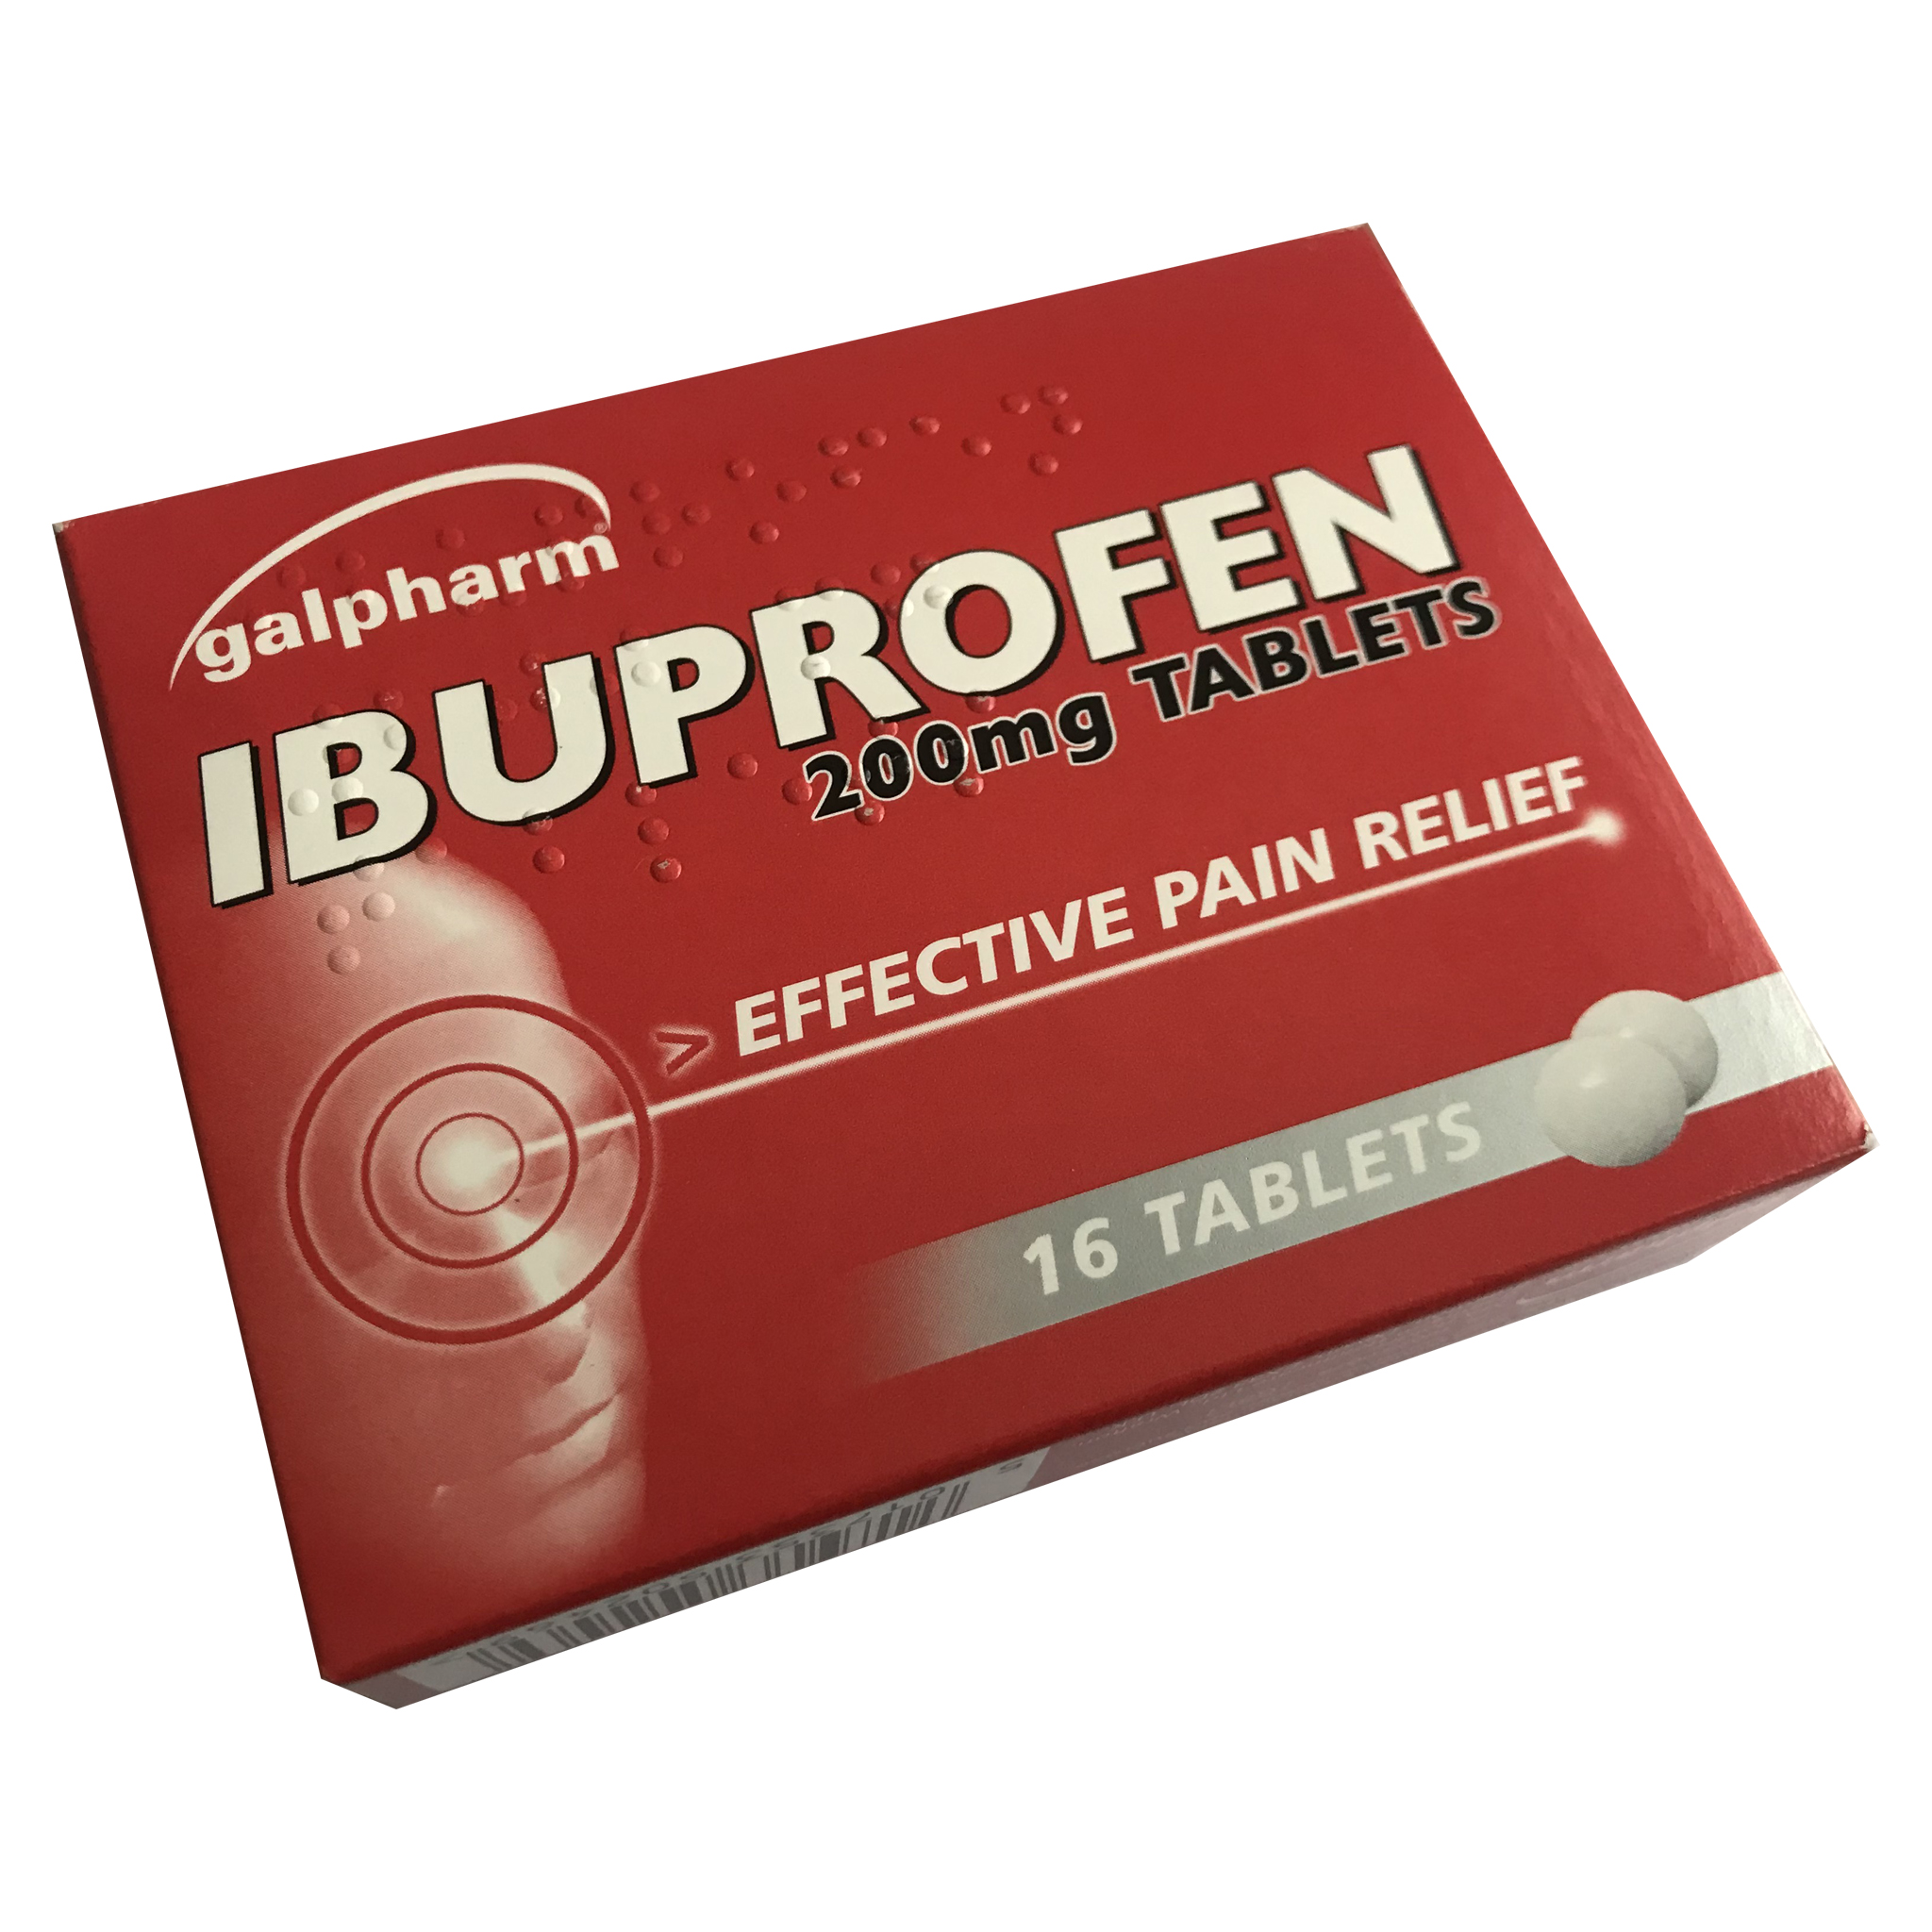 galpharm®
IBUPROFEN
200mg TABLETS
> EFFECTIVE PAIN RELIEF
16 TABLETS